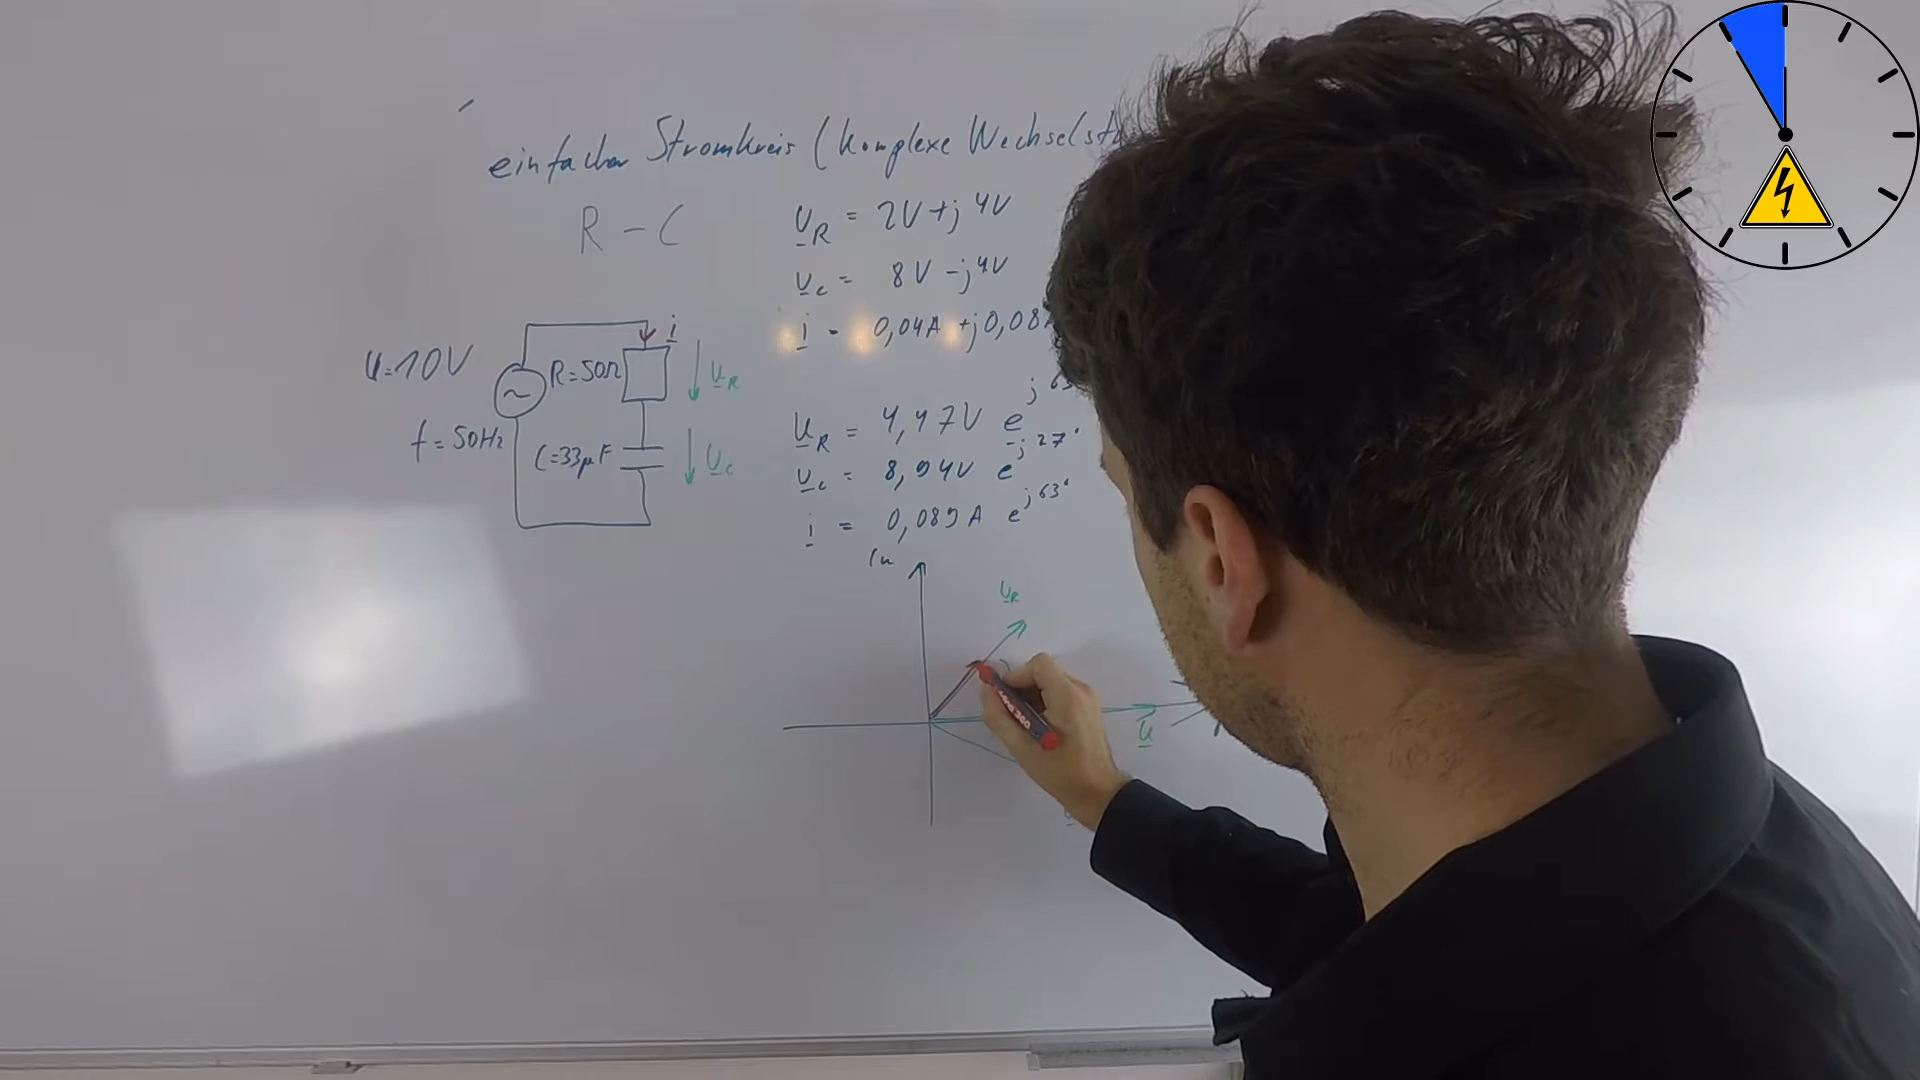 einfacher Stromkreis (Komplexe Wechselst
R – C
U_R = 2V + j 4V
U_C = 8V - j 4V
i = 0,04A + j 0,08
U = 10V
f = 50Hz
R = 50Ω
C = 33µF
i
U_R
U_C
U_R = 4,47V e^j 63
U_C = 8,94V e^-j 27°
i = 0,089A e^j 63°
Im
U_R
U